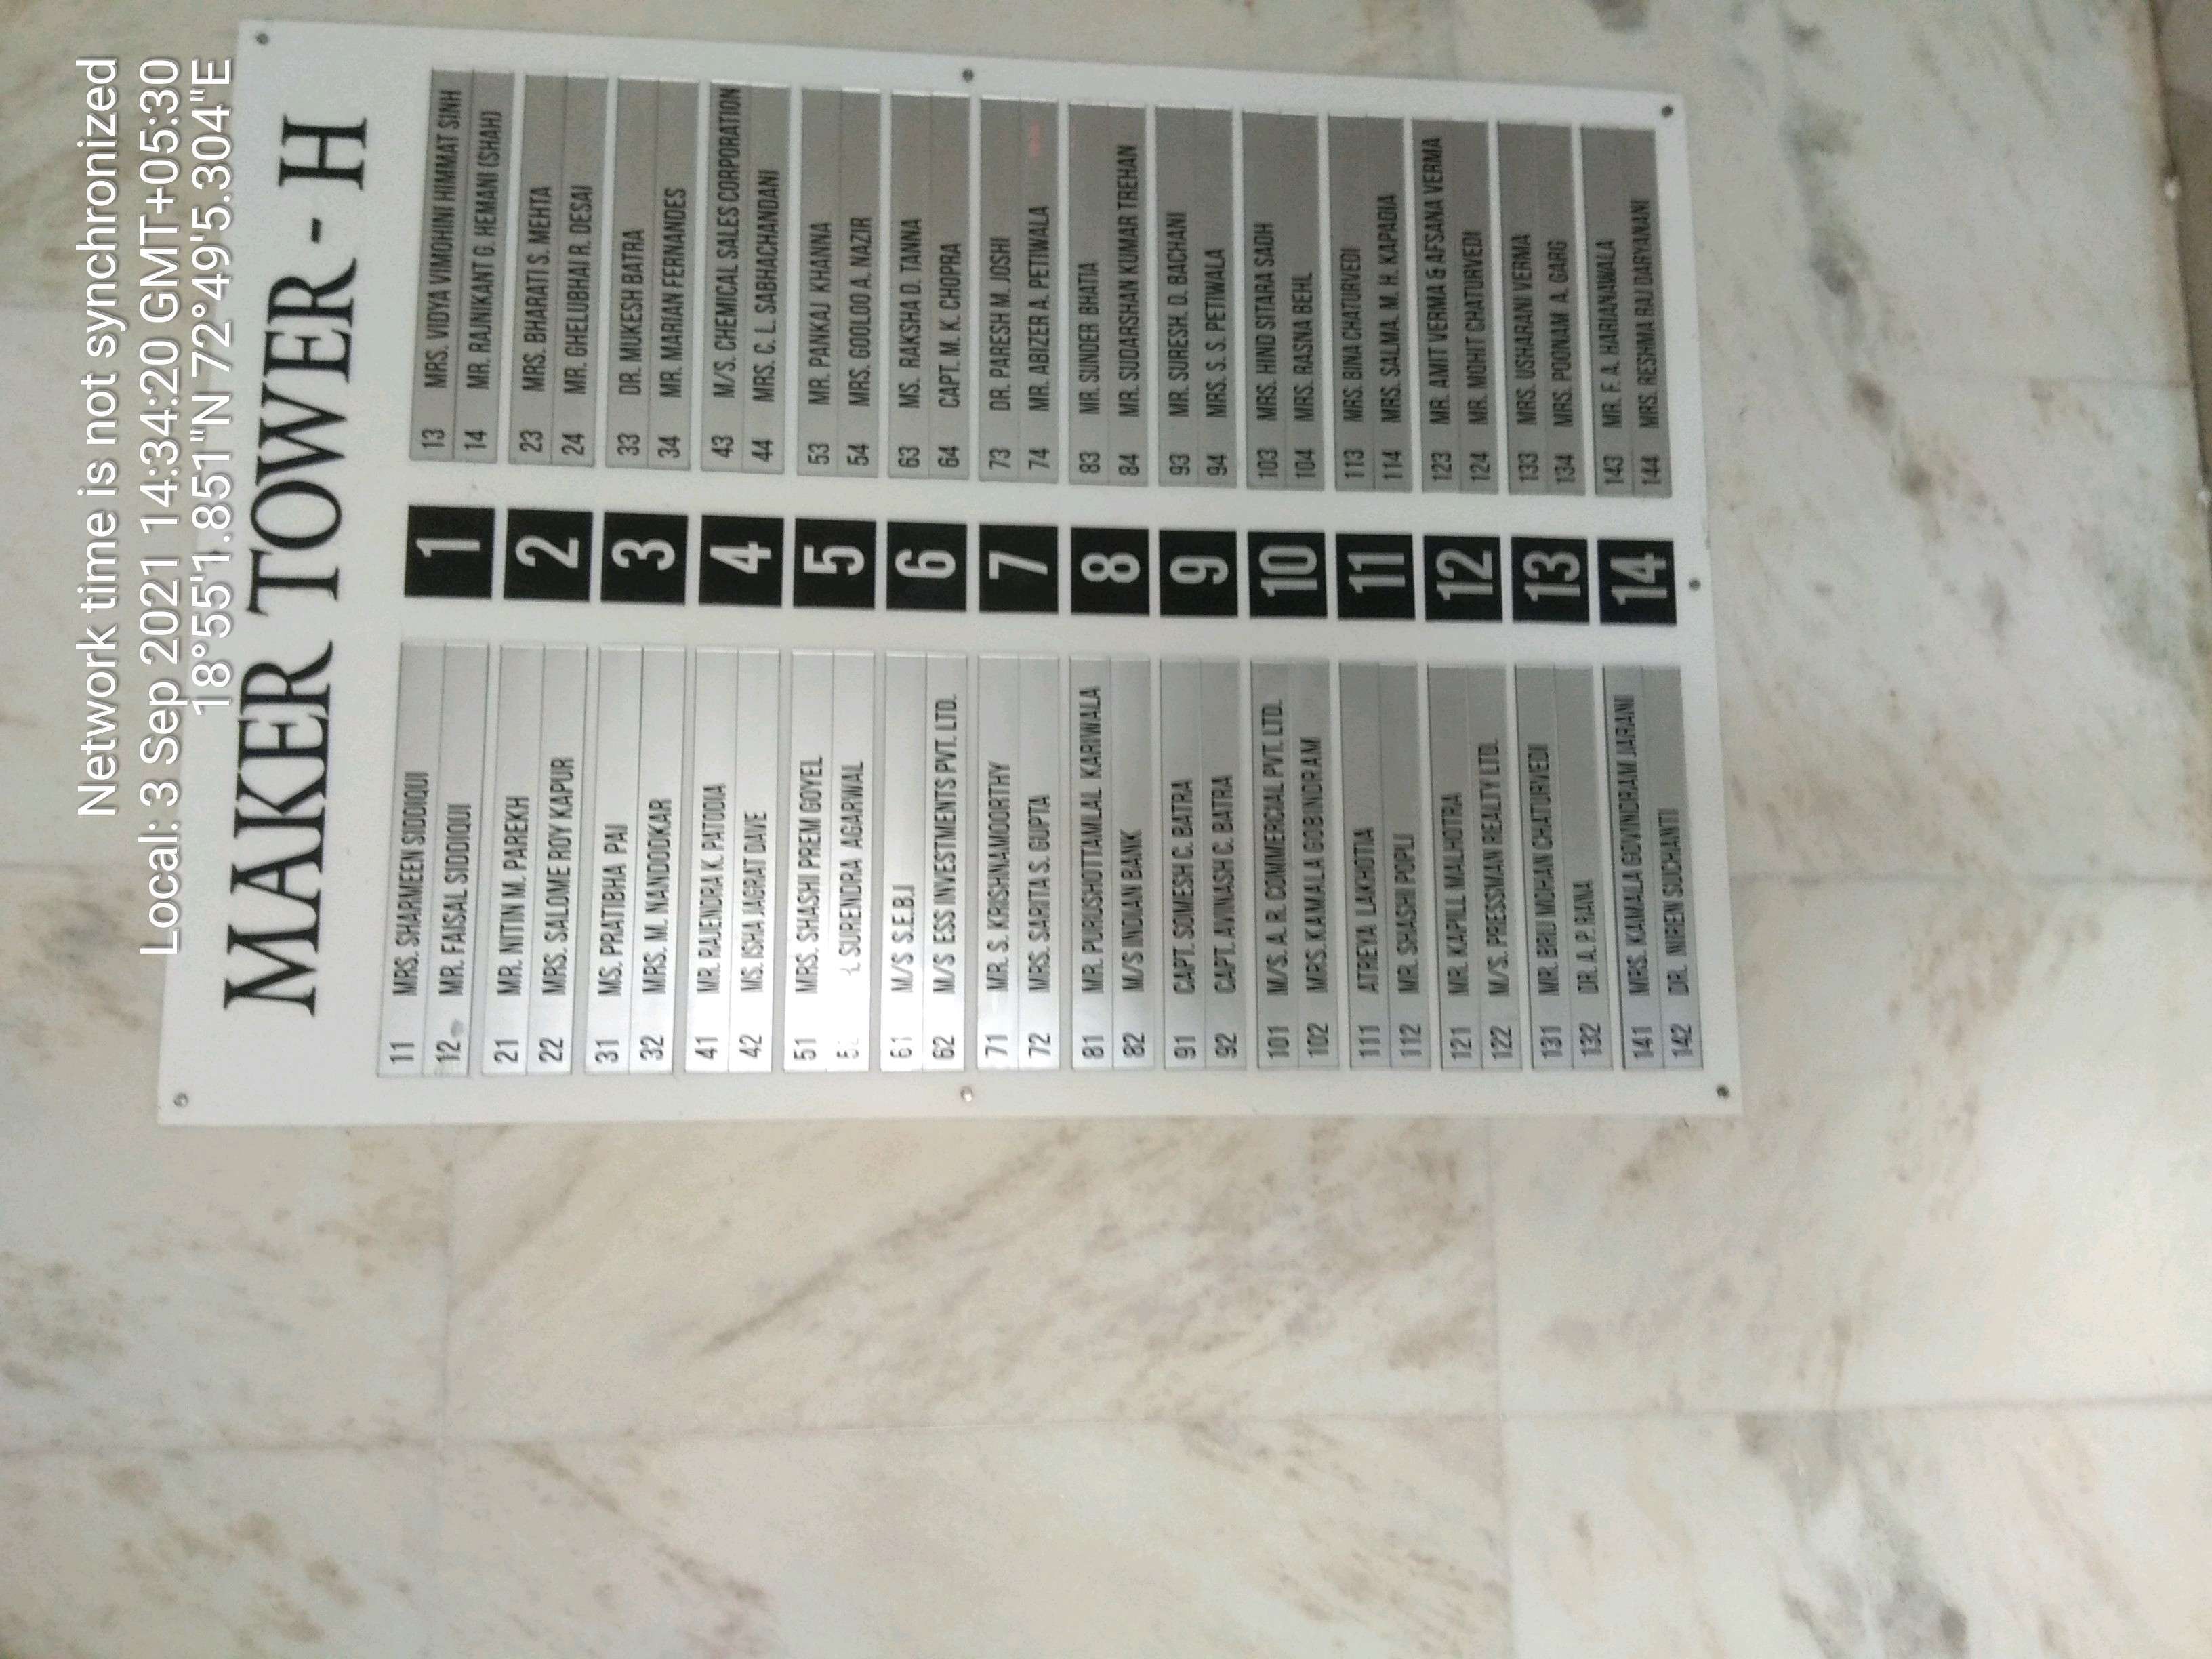 Network time is not synchronized
Local: 3 Sep 2021 14:34:20 GMT+05:30
18°55'1.851"N 72°49'5.304"E
MAKER TOWER - H
11 MRS. SHARMEEN SIDDIQUI
12 MR. FAISAL SIDDIQUI
1
13 MRS. VIDYA VIMOHINI HIMMAT SINH
14 MR. RAJNIKANT G. HEMANI (SHAH)
21 MR. NITIN M. PAREKH
22 MRS. SALOME ROY KAPUR
2
23 MRS. BHARATI S. MEHTA
24 MR. GHELUBHAI R. DESAI
31 MS. PRATIBHA PAI
32 MRS. M. NANDODKAR
3
33 DR. MUKESH BATRA
34 MR. MARIAN FERNANDES
41 MR. RAJENDRA K. PATODIA
42 MS. ISHA JAGRAT DAVE
4
43 M/S. CHEMICAL SALES CORPORATION
44 MRS. C. L. SABHACHANDANI
51 MRS. SHASHI PREM GOYEL
SURENDRA AGARWAL
5
53 MR. PANKAJ KHANNA
54 MRS. GOOLOO A. NAZIR
61 M/S S.E.B.I
62 M/S ESS INVESTMENTS PVT. LTD.
6
63 MS. RAKSHA D. TANNA
64 CAPT. M. K. CHOPRA
71 MR. S. KRISHNAMOORTHY
72 MRS. SARITA S. GUPTA
7
73 DR. PARESH M. JOSHI
74 MR. ABIZER A. PETIWALA
81 MR. PURUSHOTTAMLAL KARIWALA
82 M/S INDIAN BANK
8
83 MR. SUNDER BHATIA
84 MR. SUDARSHAN KUMAR TREHAN
91 CAPT. SOMESH C. BATRA
92 CAPT. AVINASH C. BATRA
9
93 MR. SURESH. D. BACHANI
94 MRS. S. S. PETIWALA
101 M/S. A. R. COMMERCIAL PVT. LTD.
102 MRS. KAMALA GOBINDRAM
10
103 MRS. HIND SITARA SADH
104 MRS. RASNA BEHL
111 ATREYA LAKHOTIA
112 MR. SHASHI POPLI
11
113 MRS. BINA CHATURVEDI
114 MRS. SALMA. M. H. KAPADIA
121 MR. KAPILL MALHOTRA
122 M/S. PRESSMAN REALTY LTD.
12
123 MR. AMIT VERMA & AFSANA VERMA
124 MR. MOHIT CHATURVEDI
131 MR. BRIJ MOHAN CHATURVEDI
132 DR. A. P. RANA
13
133 MRS. USHARANI VERMA
134 MRS. POONAM A. GARG
141 MRS. KAMALA GOVINDRAM JARANI
142 DR. NIREN SUCHANTI
14
143 MR. F. A. HARIANAWALA
144 MRS. RESHMA RAJ DARYANANI